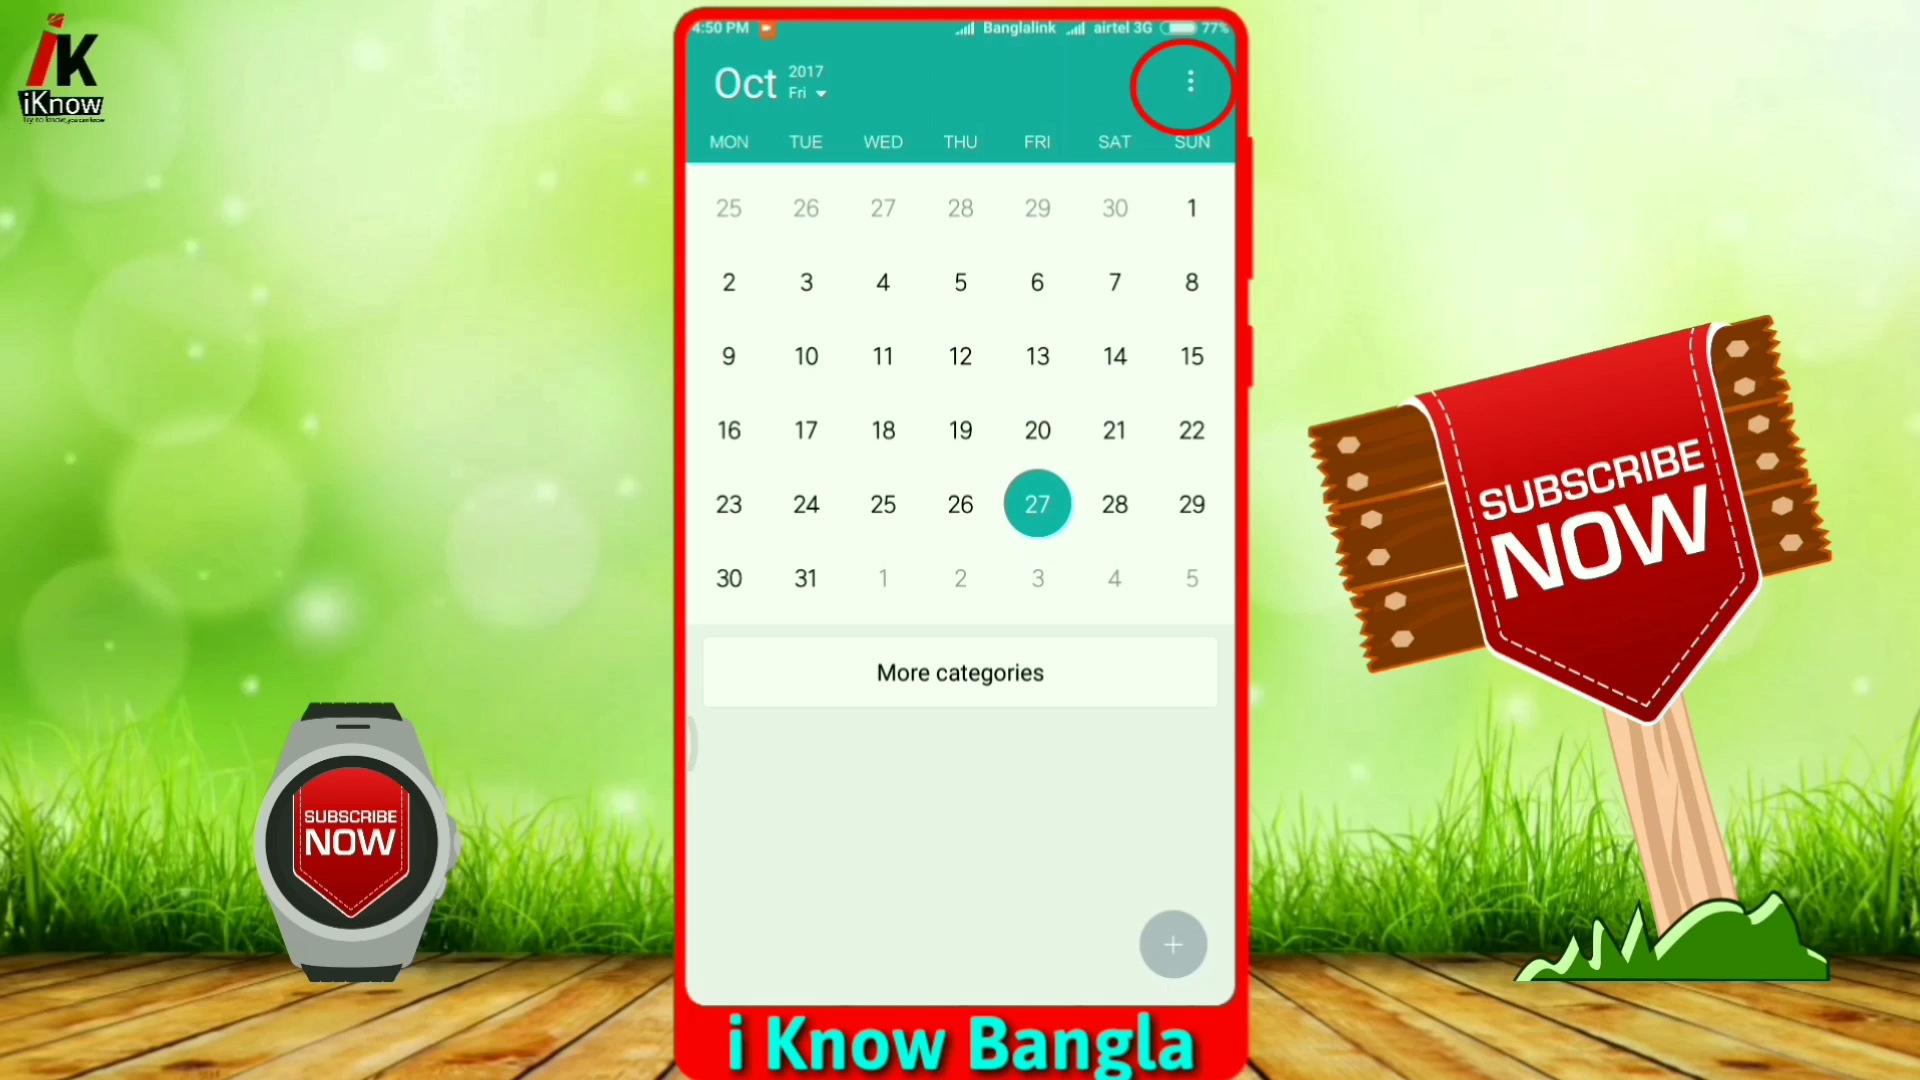 iK
iKnow
4:50 PM Banglalink airtel 3G 77%
Oct 2017
Fri
MON TUE WED THU FRI SAT SUN
25 26 27 28 29 30 1
2 3 4 5 6 7 8
9 10 11 12 13 14 15
16 17 18 19 20 21 22
23 24 25 26 27 28 29
30 31 1 2 3 4 5
More categories
+
SUBSCRIBE
NOW
SUBSCRIBE
NOW
i Know Bangla